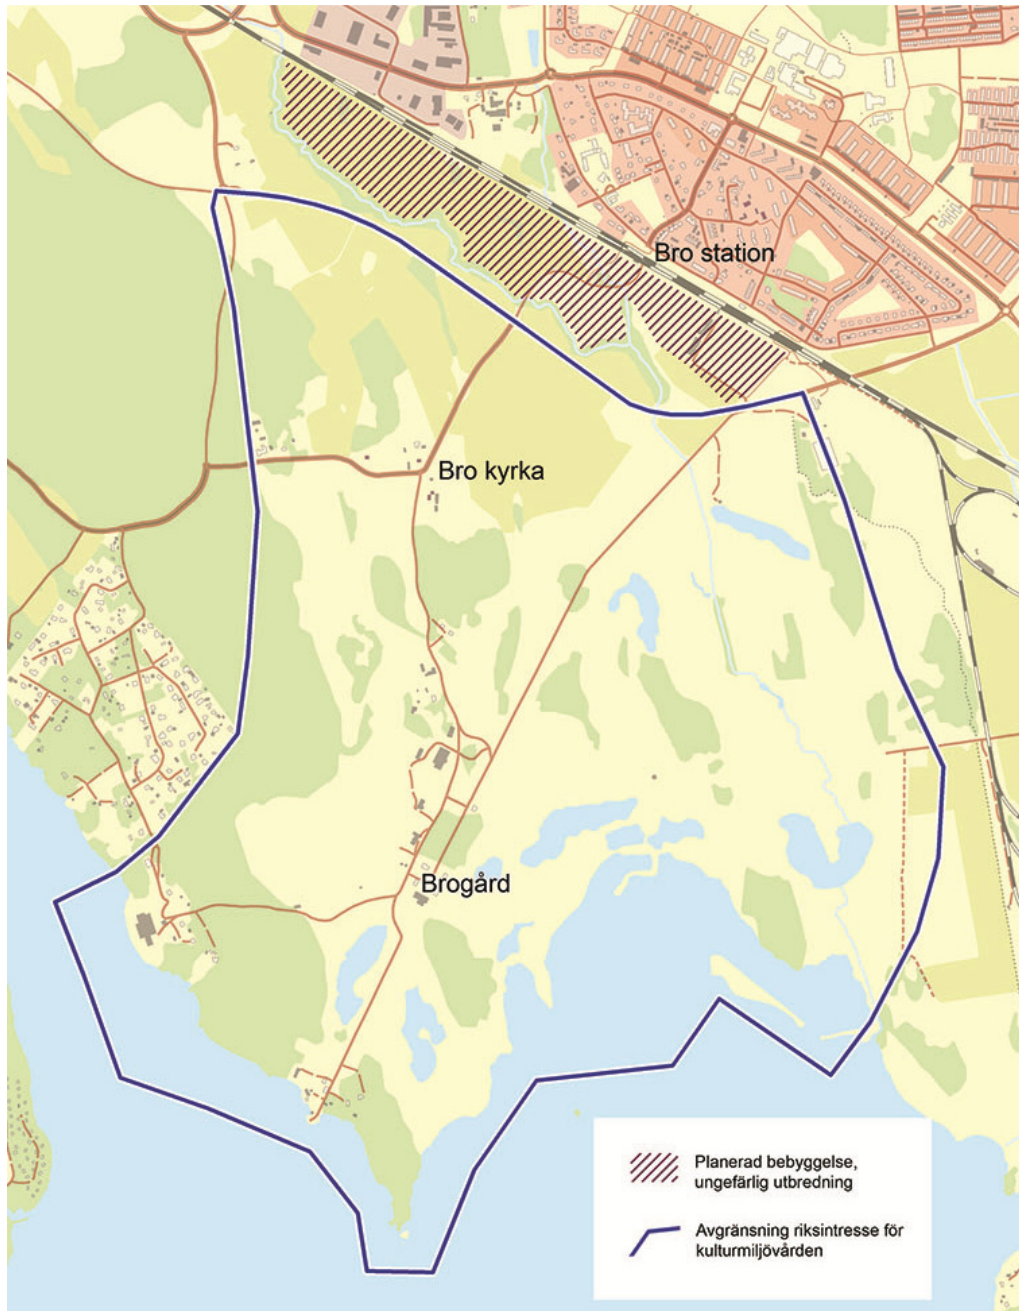 Bro station
Bro kyrka
Brogård
Planerad bebyggelse,
ungefärlig utbredning
Avgränsning riksintresse för
kulturmiljövården